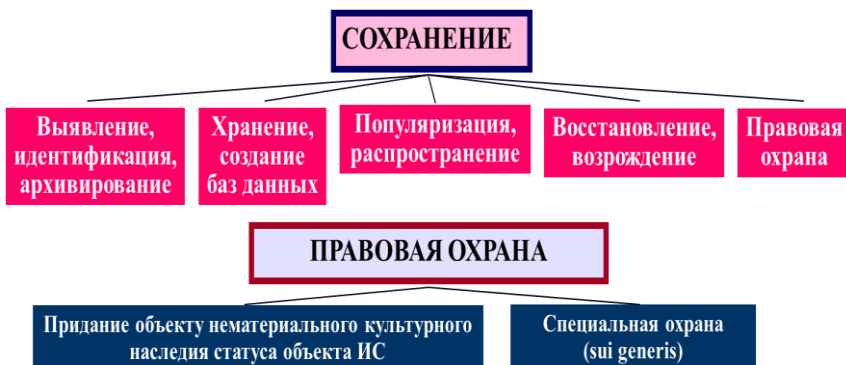 СОХРАНЕНИЕ
Выявление,
идентификация,
архивирование
Хранение,
создание
баз данных
Популяризация,
распространение
Восстановление,
возрождение
Правовая
охрана
ПРАВОВАЯ ОХРАНА
Придание объекту нематериального культурного
наследия статуса объекта ИС
Специальная охрана
(sui generis)